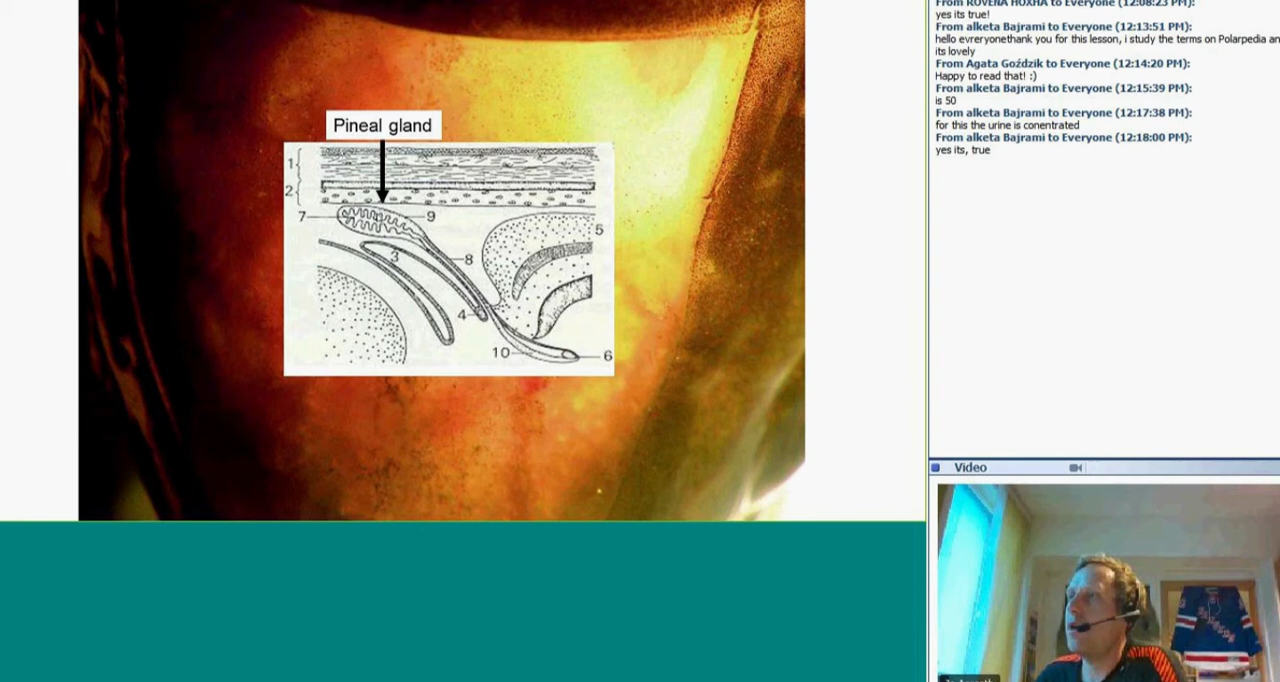 Pineal gland
1
2
7
9
5
3
8
4
10
6
From ROVENA HOXHA to Everyone (12:08:23 PM):
yes its true!
From alketa Bajrami to Everyone (12:13:51 PM):
hello evreryonethank you for this lesson, i study the terms on Polarpedia an
its lovely
From Agata Goździk to Everyone (12:14:20 PM):
Happy to read that! :)
From alketa Bajrami to Everyone (12:15:39 PM):
is 50
From alketa Bajrami to Everyone (12:17:38 PM):
for this the urine is conentrated
From alketa Bajrami to Everyone (12:18:00 PM):
yes its, true
Video